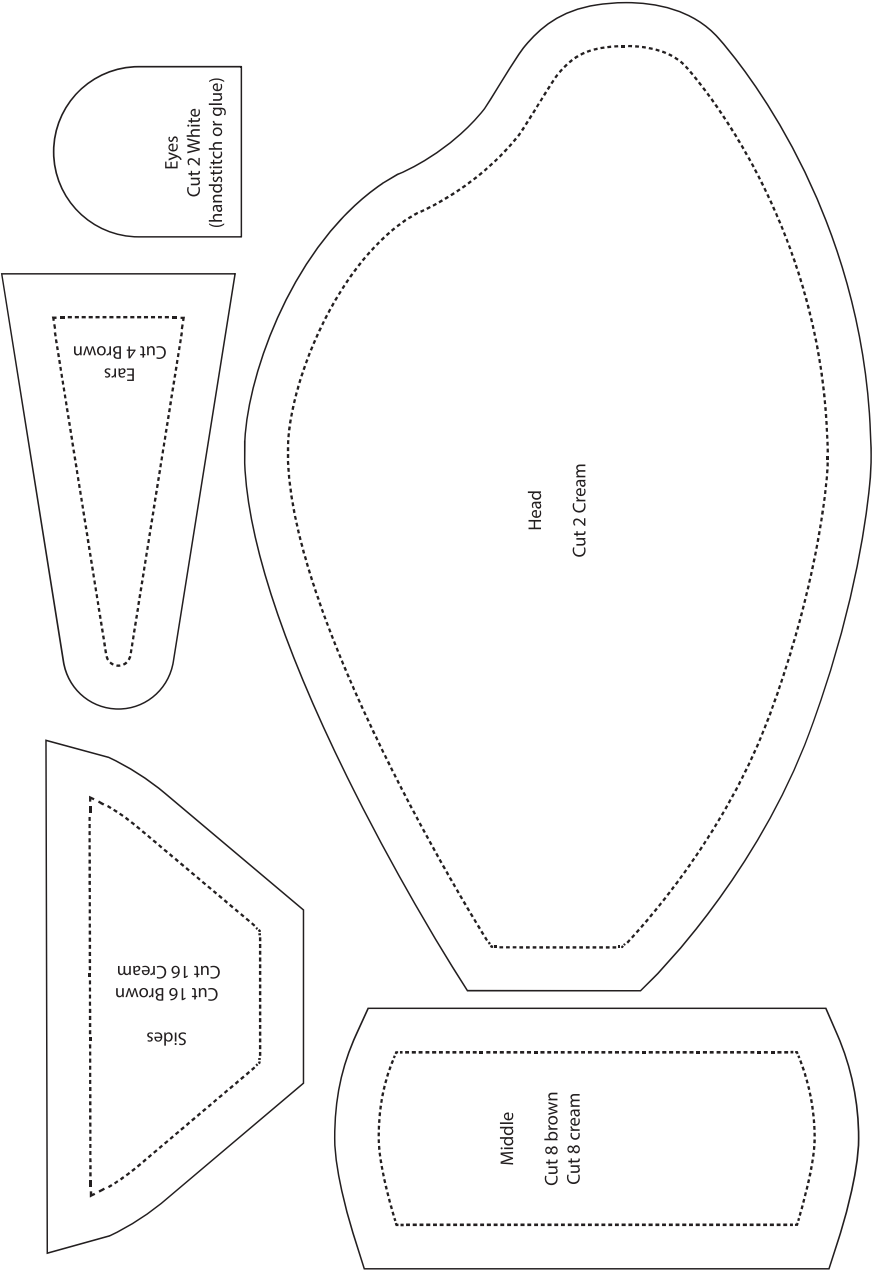 Eyes
Cut 2 White
(handstitch or glue)
Ears
Cut 4 Brown
Head
Cut 2 Cream
Sides
Cut 16 Brown
Cut 16 Cream
Middle
Cut 8 brown
Cut 8 cream